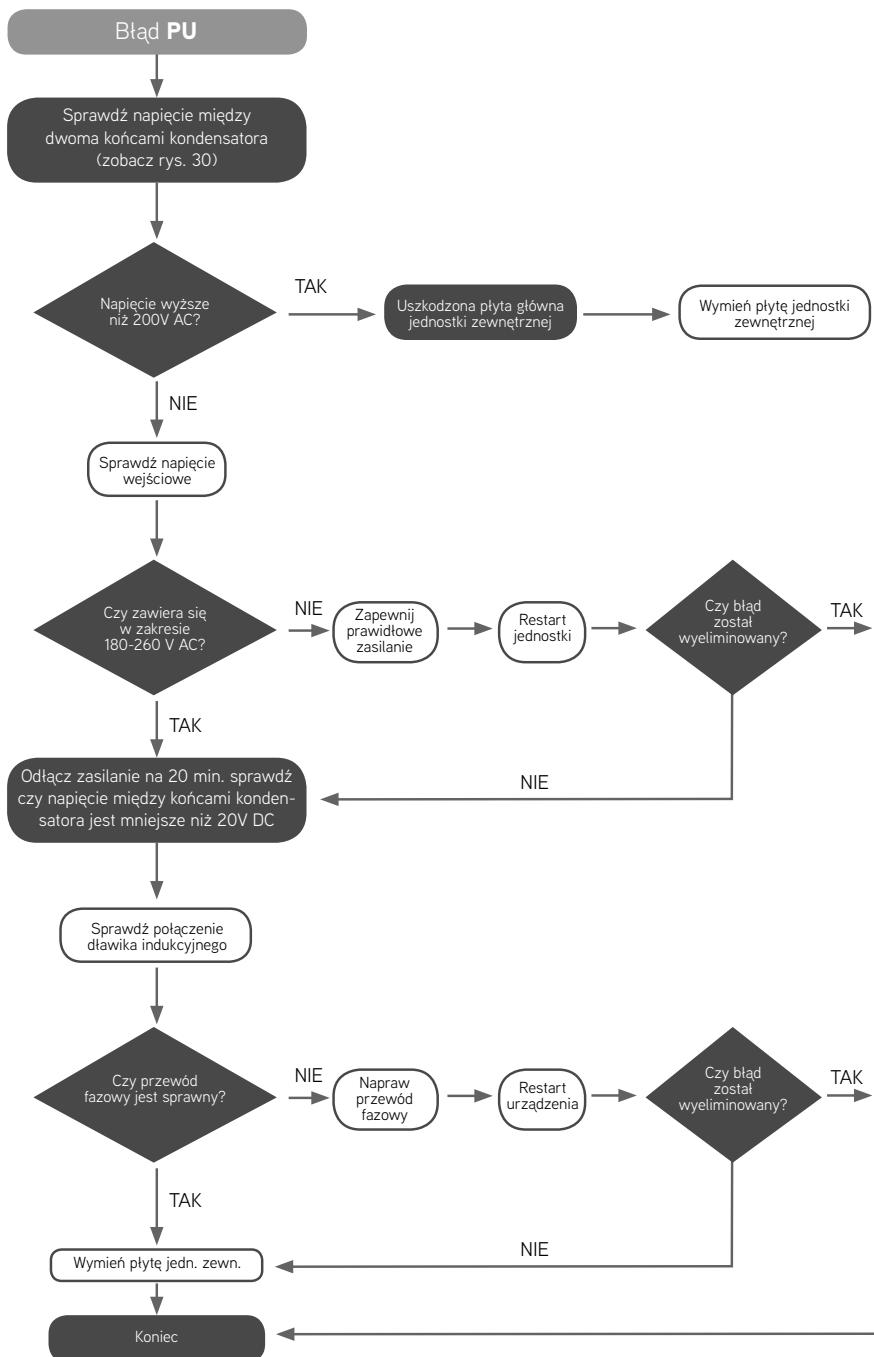 Błąd PU
Sprawdź napięcie między
dwoma końcami kondensatora
(zobacz rys. 30)
Napięcie wyższe
niż 200V AC?
TAK
Uszkodzona płyta główna
jednostki zewnętrznej
Wymień płytę jednostki
zewnętrznej
NIE
Sprawdź napięcie
wejściowe
Czy zawiera się
w zakresie
180-260 V AC?
NIE
Zapewnij
prawidłowe
zasilanie
Restart
jednostki
Czy błąd
został
wyeliminowany?
TAK
TAK
NIE
Odłącz zasilanie na 20 min. sprawdź
czy napięcie między końcami konden-
satora jest mniejsze niż 20V DC
Sprawdź połączenie
dławika indukcyjnego
Czy przewód
fazowy jest sprawny?
NIE
Napraw
przewód
fazowy
Restart
urządzenia
Czy błąd
został
wyeliminowany?
TAK
TAK
NIE
Wymień płytę jedn. zewn.
Koniec